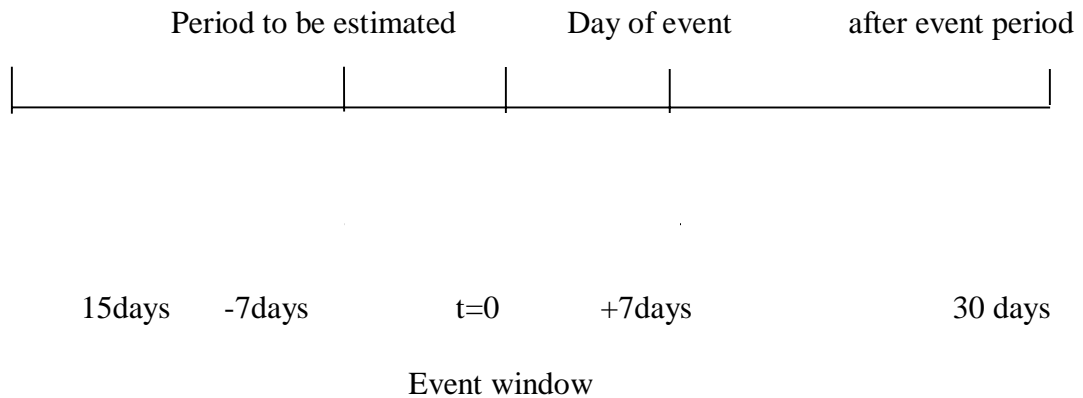 Period to be estimated Day of event after event period
15days -7days t=0 +7days 30 days
Event window